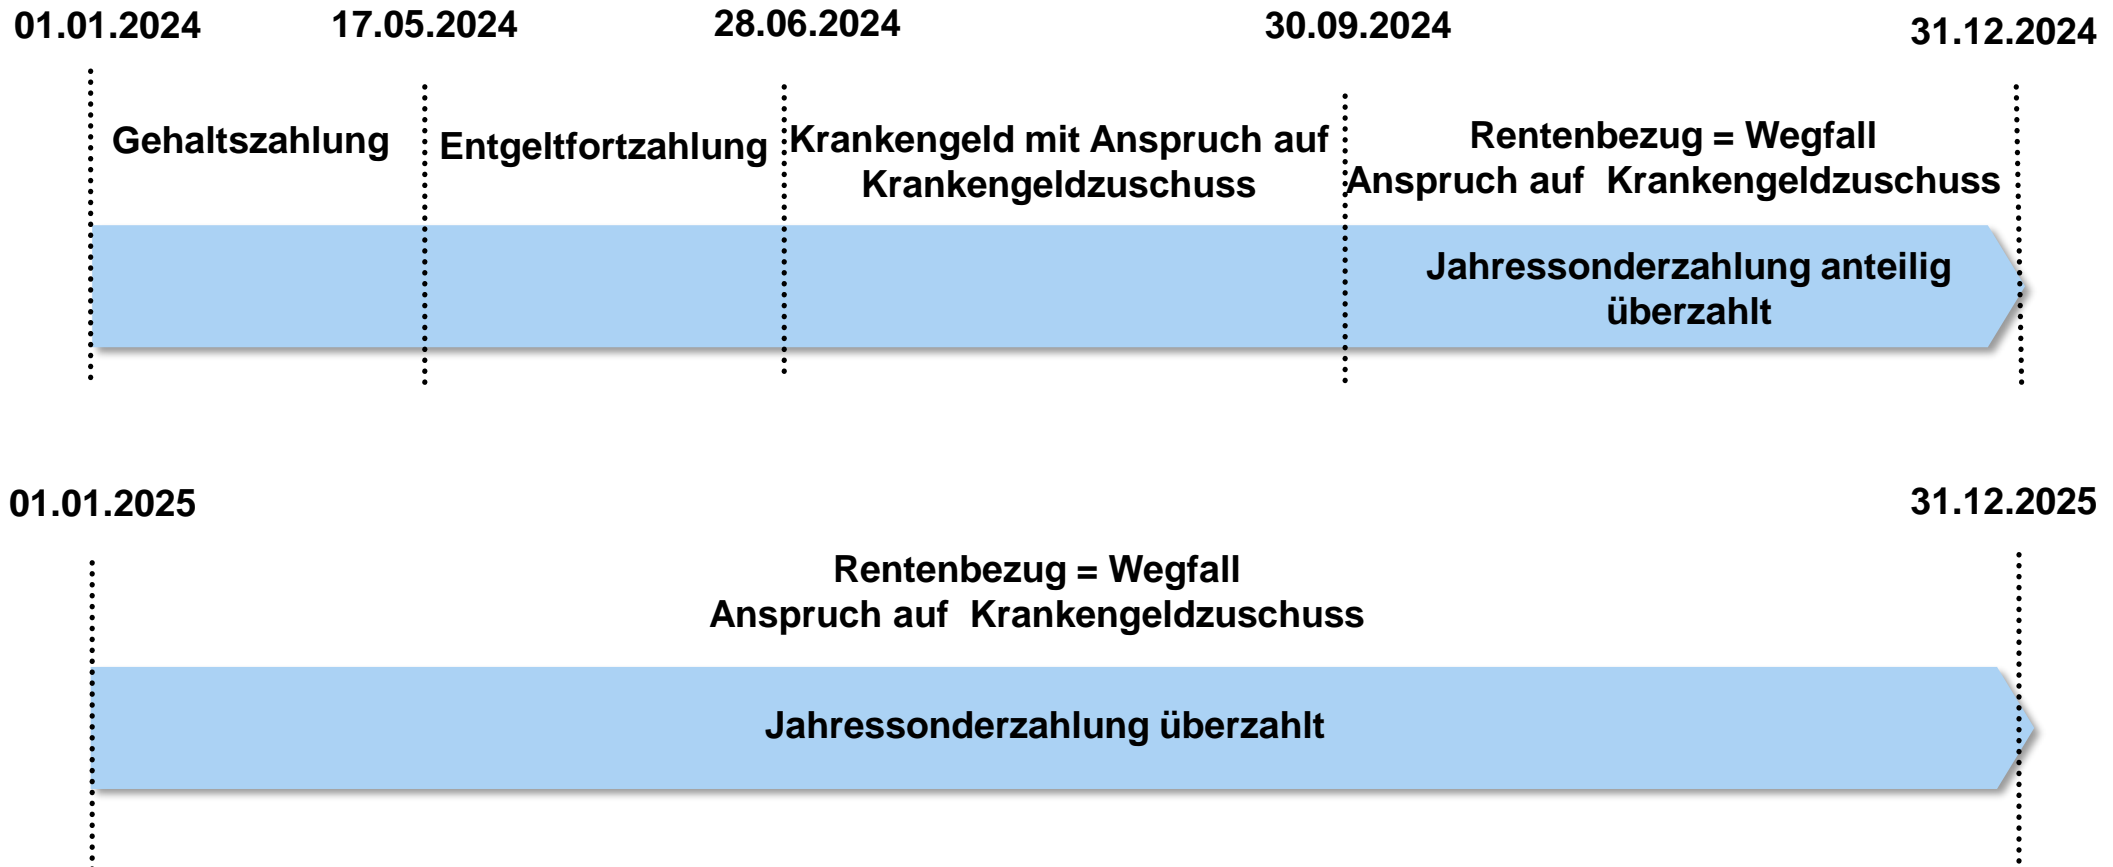 01.01.2024 17.05.2024 28.06.2024 30.09.2024 31.12.2024
Gehaltszahlung
Entgeltfortzahlung
Krankengeld mit Anspruch auf
Krankengeldzuschuss
Rentenbezug = Wegfall
Anspruch auf Krankengeldzuschuss
Jahressonderzahlung anteilig
überzahlt
01.01.2025 31.12.2025
Rentenbezug = Wegfall
Anspruch auf Krankengeldzuschuss
Jahressonderzahlung überzahlt